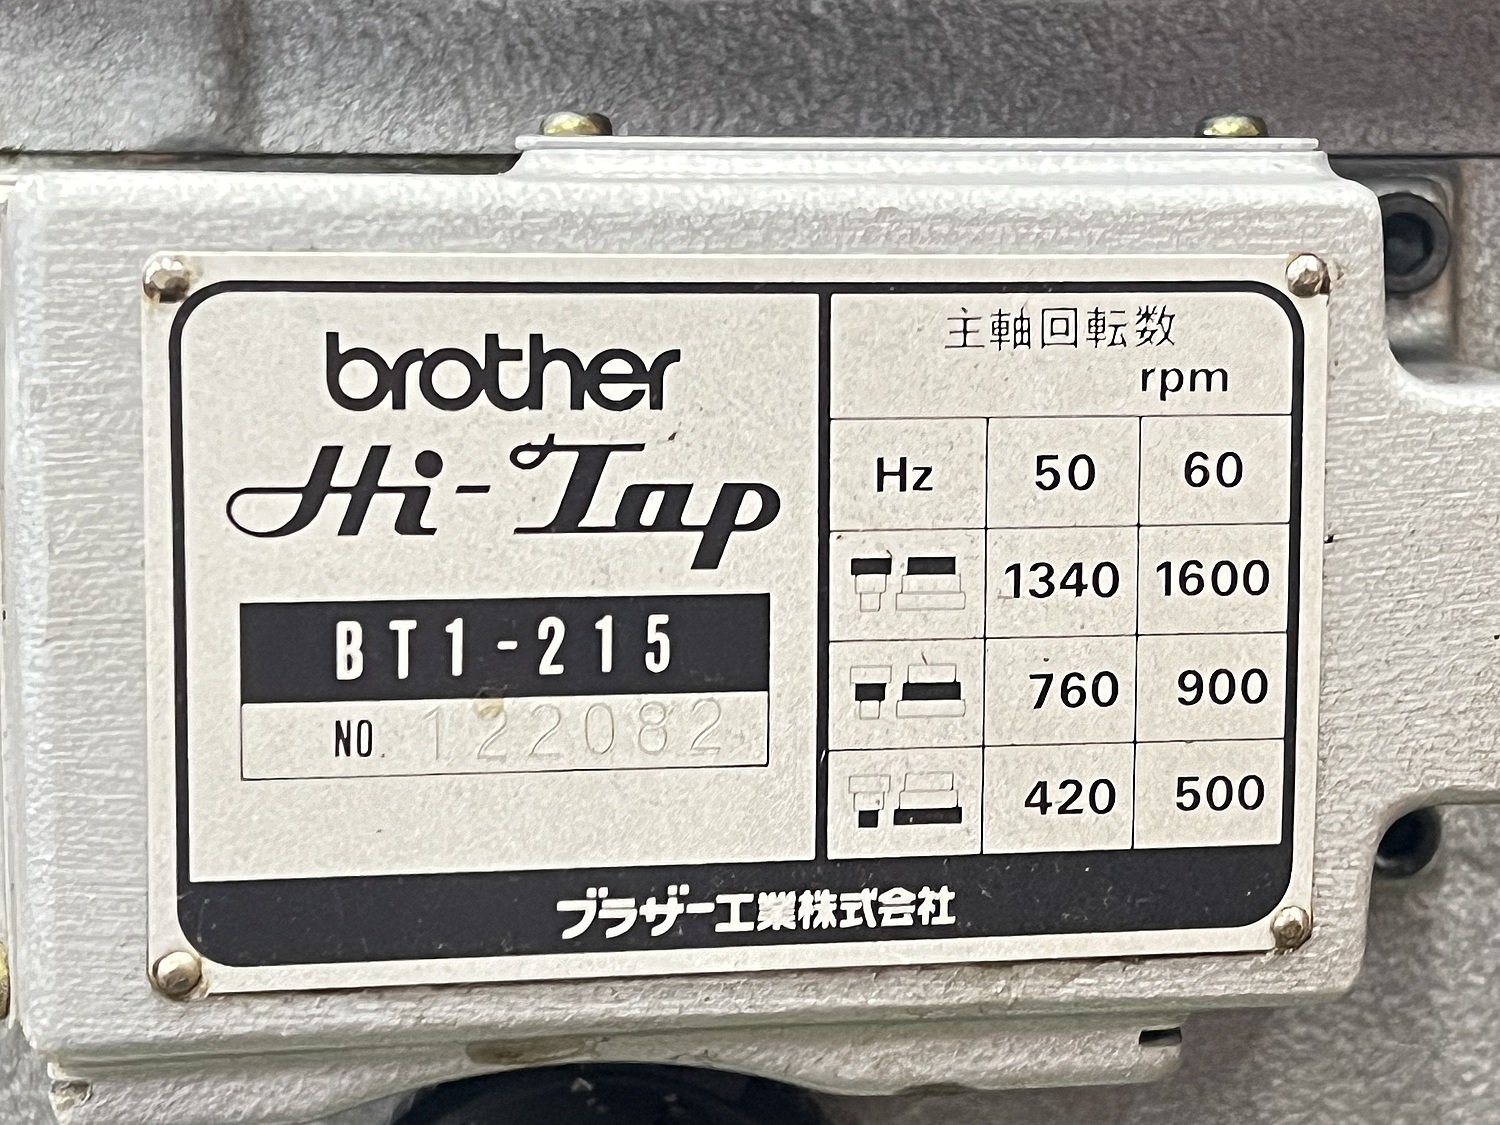 brother
Hi-Tap
BT1-215
NO. 122082
主軸回転数
rpm
Hz 50 60
1340 1600
760 900
420 500
ブラザー工業株式会社